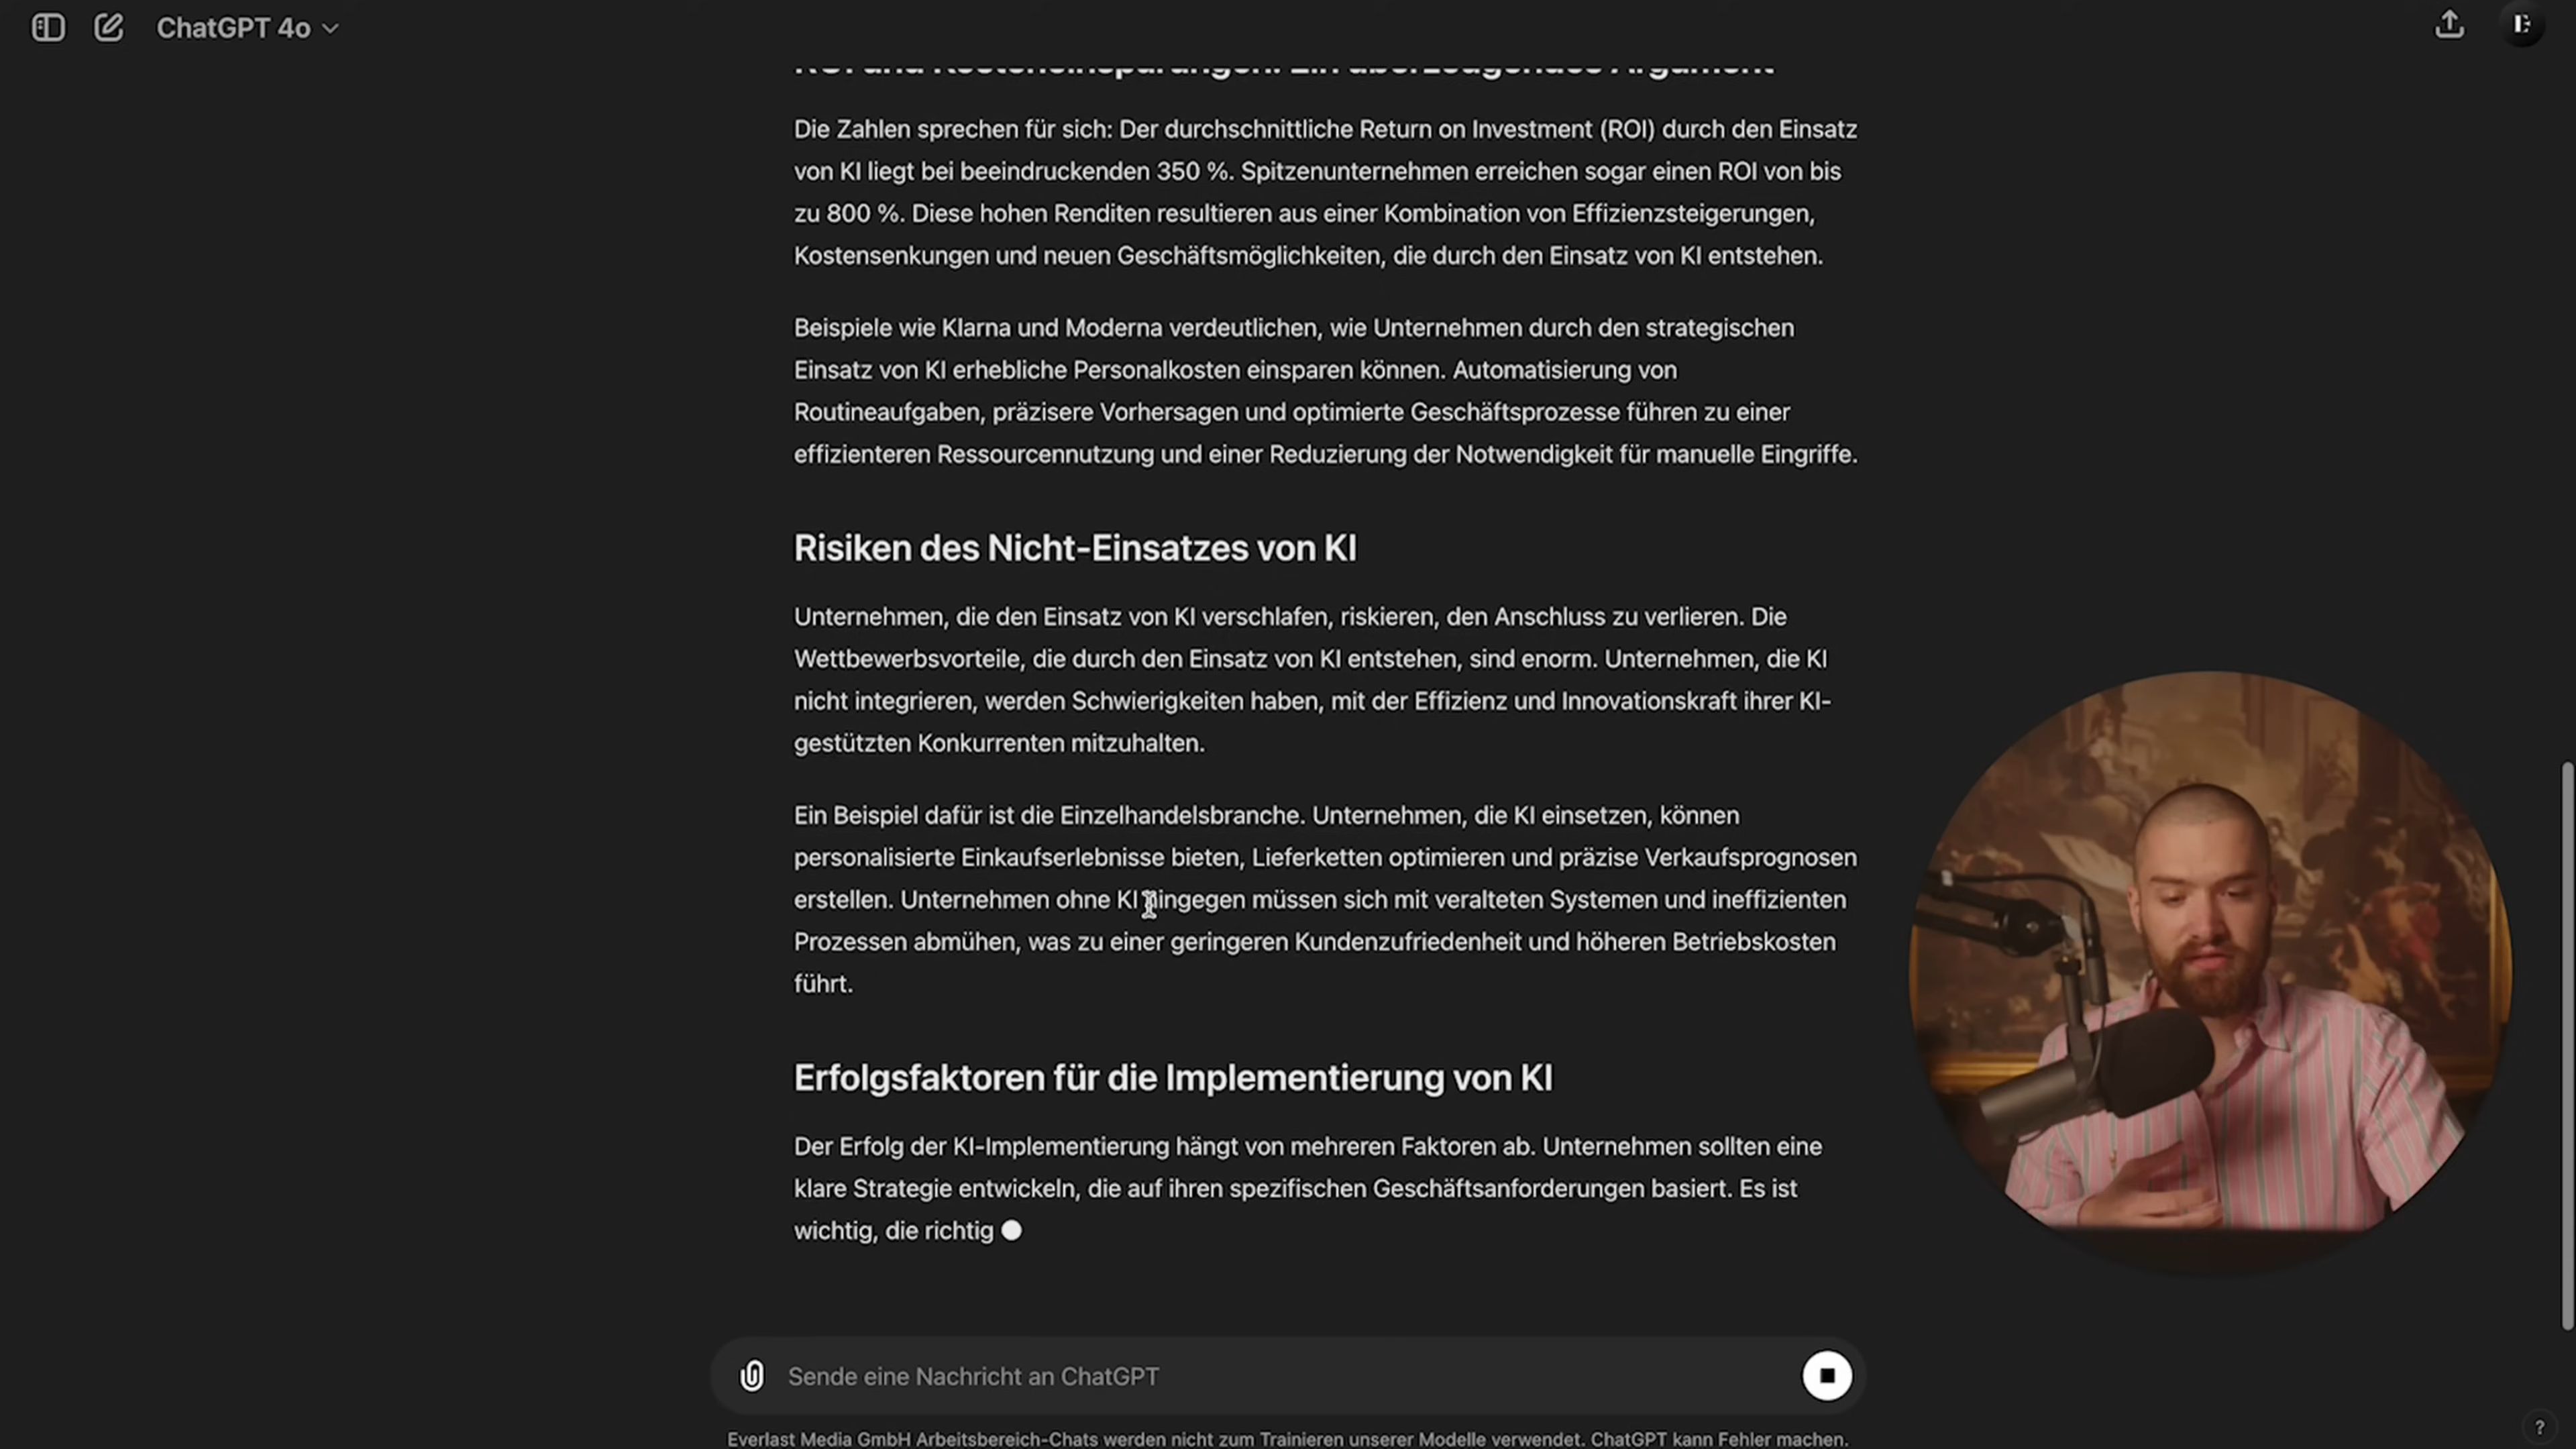 ChatGPT 4o
ROI und Kosteneinsparungen: Ein überzeugendes Argument
Die Zahlen sprechen für sich: Der durchschnittliche Return on Investment (ROI) durch den Einsatz
von KI liegt bei beeindruckenden 350 %. Spitzenunternehmen erreichen sogar einen ROI von bis
zu 800 %. Diese hohen Renditen resultieren aus einer Kombination von Effizienzsteigerungen,
Kostensenkungen und neuen Geschäftsmöglichkeiten, die durch den Einsatz von KI entstehen.
Beispiele wie Klarna und Moderna verdeutlichen, wie Unternehmen durch den strategischen
Einsatz von KI erhebliche Personalkosten einsparen können. Automatisierung von
Routineaufgaben, präzisere Vorhersagen und optimierte Geschäftsprozesse führen zu einer
effizienteren Ressourcennutzung und einer Reduzierung der Notwendigkeit für manuelle Eingriffe.
Risiken des Nicht-Einsatzes von KI
Unternehmen, die den Einsatz von KI verschlafen, riskieren, den Anschluss zu verlieren. Die
Wettbewerbsvorteile, die durch den Einsatz von KI entstehen, sind enorm. Unternehmen, die KI
nicht integrieren, werden Schwierigkeiten haben, mit der Effizienz und Innovationskraft ihrer KI-
gestützten Konkurrenten mitzuhalten.
Ein Beispiel dafür ist die Einzelhandelsbranche. Unternehmen, die KI einsetzen, können
personalisierte Einkaufserlebnisse bieten, Lieferketten optimieren und präzise Verkaufsprognosen
erstellen. Unternehmen ohne KI hingegen müssen sich mit veralteten Systemen und ineffizienten
Prozessen abmühen, was zu einer geringeren Kundenzufriedenheit und höheren Betriebskosten
führt.
Erfolgsfaktoren für die Implementierung von KI
Der Erfolg der KI-Implementierung hängt von mehreren Faktoren ab. Unternehmen sollten eine
klare Strategie entwickeln, die auf ihren spezifischen Geschäftsanforderungen basiert. Es ist
wichtig, die richtig
Sende eine Nachricht an ChatGPT
Everlast Media GmbH Arbeitsbereich-Chats werden nicht zum Trainieren unserer Modelle verwendet. ChatGPT kann Fehler machen.
?